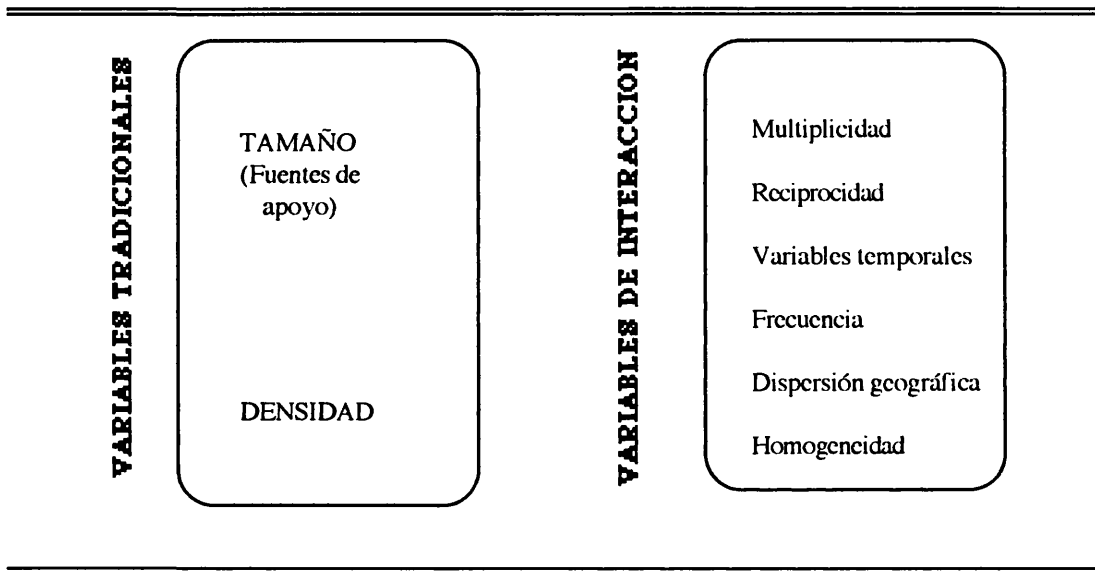 VARIABLES TRADICIONALES
TAMAÑO
(Fuentes de
apoyo)
DENSIDAD
VARIABLES DE INTERACCION
Multiplicidad
Reciprocidad
Variables temporales
Frecuencia
Dispersión geográfica
Homogeneidad